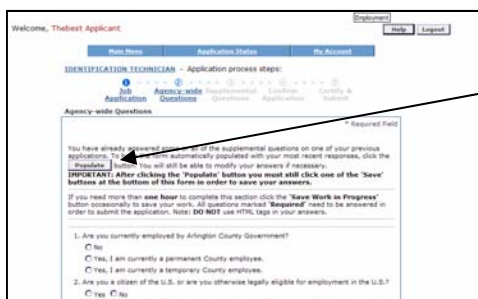 Employment
Welcome, Thebest Applicant
Help Logout
Main Menu Application Status My Account
IDENTIFICATION TECHNICIAN - Application process steps:
Job Agency-wide Supplemental Confirm Certify &
Application Questions Questions Application Submit
Agency-wide Questions
* Required Field
You have already answered some or all of the supplemental questions on one of your previous
applications. To have the form automatically populated with your most recent responses, click the
Populate button. You will still be able to modify your answers if necessary.
IMPORTANT: After clicking the 'Populate' button you must still click one of the 'Save'
buttons at the bottom of this form in order to save your answers.
If you need more than one hour to complete this section click the 'Save Work in Progress'
button occasionally to save your work. All questions marked 'Required' need to be answered in
order to submit the application. Note: DO NOT use HTML tags in your answers.
1. Are you currently employed by Arlington County Government?
No
Yes, I am currently a permanent County employee.
Yes, I am currently a temporary County employee.
2. Are you a citizen of the U.S. or are you otherwise legally eligible for employment in the U.S.?
Yes No